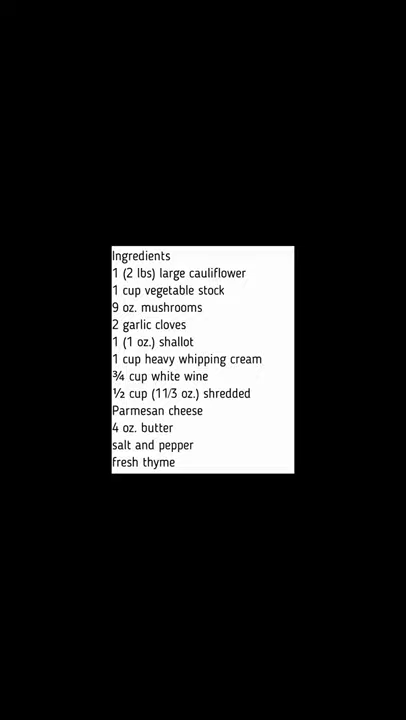 Ingredients
1 (2 lbs) large cauliflower
1 cup vegetable stock
9 oz. mushrooms
2 garlic cloves
1 (1 oz.) shallot
1 cup heavy whipping cream
¾ cup white wine
½ cup (11/3 oz.) shredded
Parmesan cheese
4 oz. butter
salt and pepper
fresh thyme